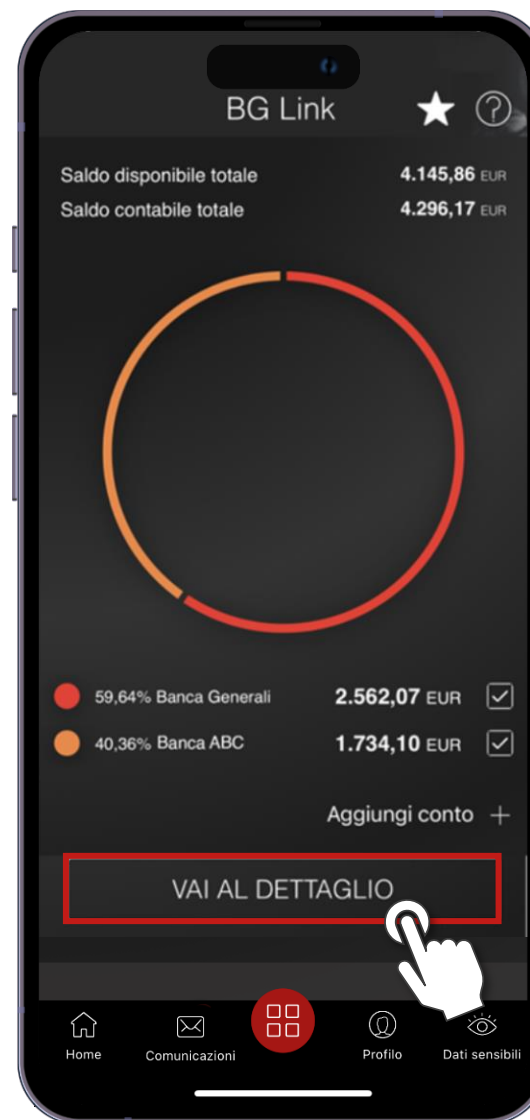 BG Link
Saldo disponibile totale 4.145,86 EUR
Saldo contabile totale 4.296,17 EUR
59,64% Banca Generali 2.562,07 EUR
40,36% Banca ABC 1.734,10 EUR
Aggiungi conto +
VAI AL DETTAGLIO
Home Comunicazioni Profilo Dati sensibili